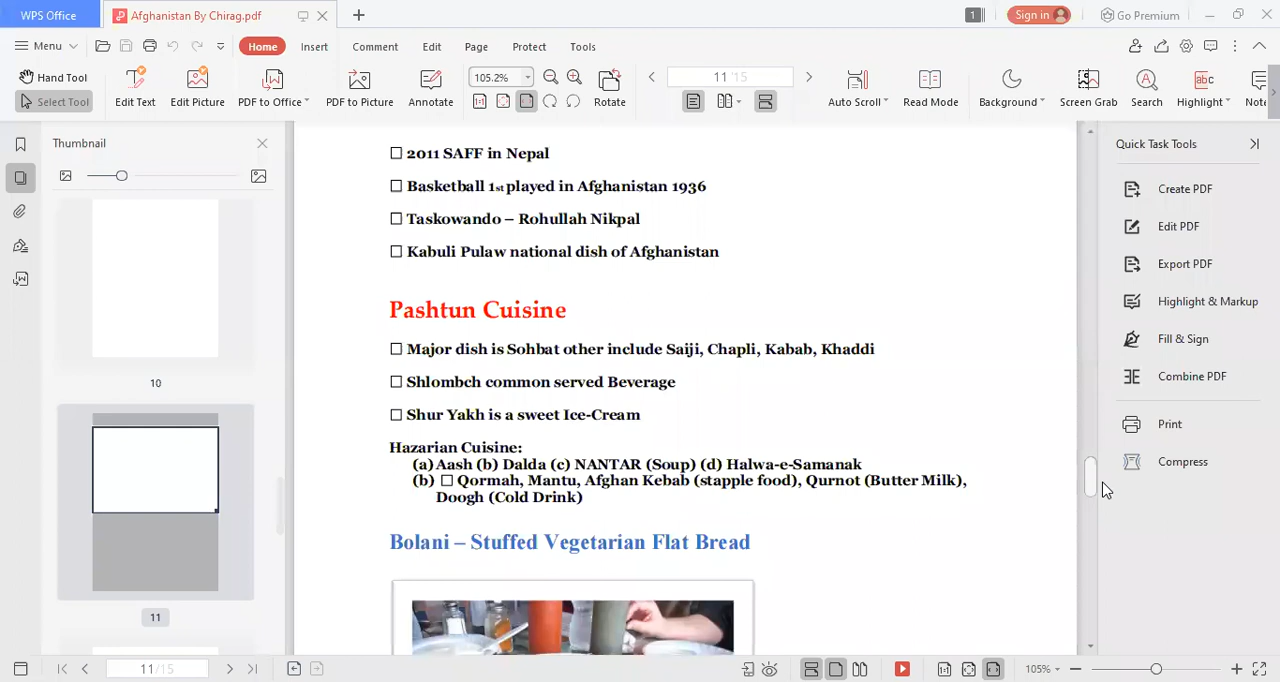 WPS Office
Afghanistan By Chirag.pdf
1
Sign in
Go Premium
Menu
Home
Insert
Comment
Edit
Page
Protect
Tools
Hand Tool
Select Tool
Edit Text
Edit Picture
PDF to Office
PDF to Picture
Annotate
105.2%
Rotate
11 /15
Auto Scroll
Read Mode
Background
Screen Grab
Search
Highlight
Note
Thumbnail
10
11
2011 SAFF in Nepal
Basketball 1st played in Afghanistan 1936
Taskowando – Rohullah Nikpal
Kabuli Pulaw national dish of Afghanistan
Pashtun Cuisine
Major dish is Sohbat other include Saiji, Chapli, Kabab, Khaddi
Shlombch common served Beverage
Shur Yakh is a sweet Ice-Cream
Hazarian Cuisine:
(a) Aash (b) Dalda (c) NANTAR (Soup) (d) Halwa-e-Samanak
(b) Qormah, Mantu, Afghan Kebab (stapple food), Qurnot (Butter Milk),
Doogh (Cold Drink)
Bolani – Stuffed Vegetarian Flat Bread
Quick Task Tools
Create PDF
Edit PDF
Export PDF
Highlight & Markup
Fill & Sign
Combine PDF
Print
Compress
11/15
105%